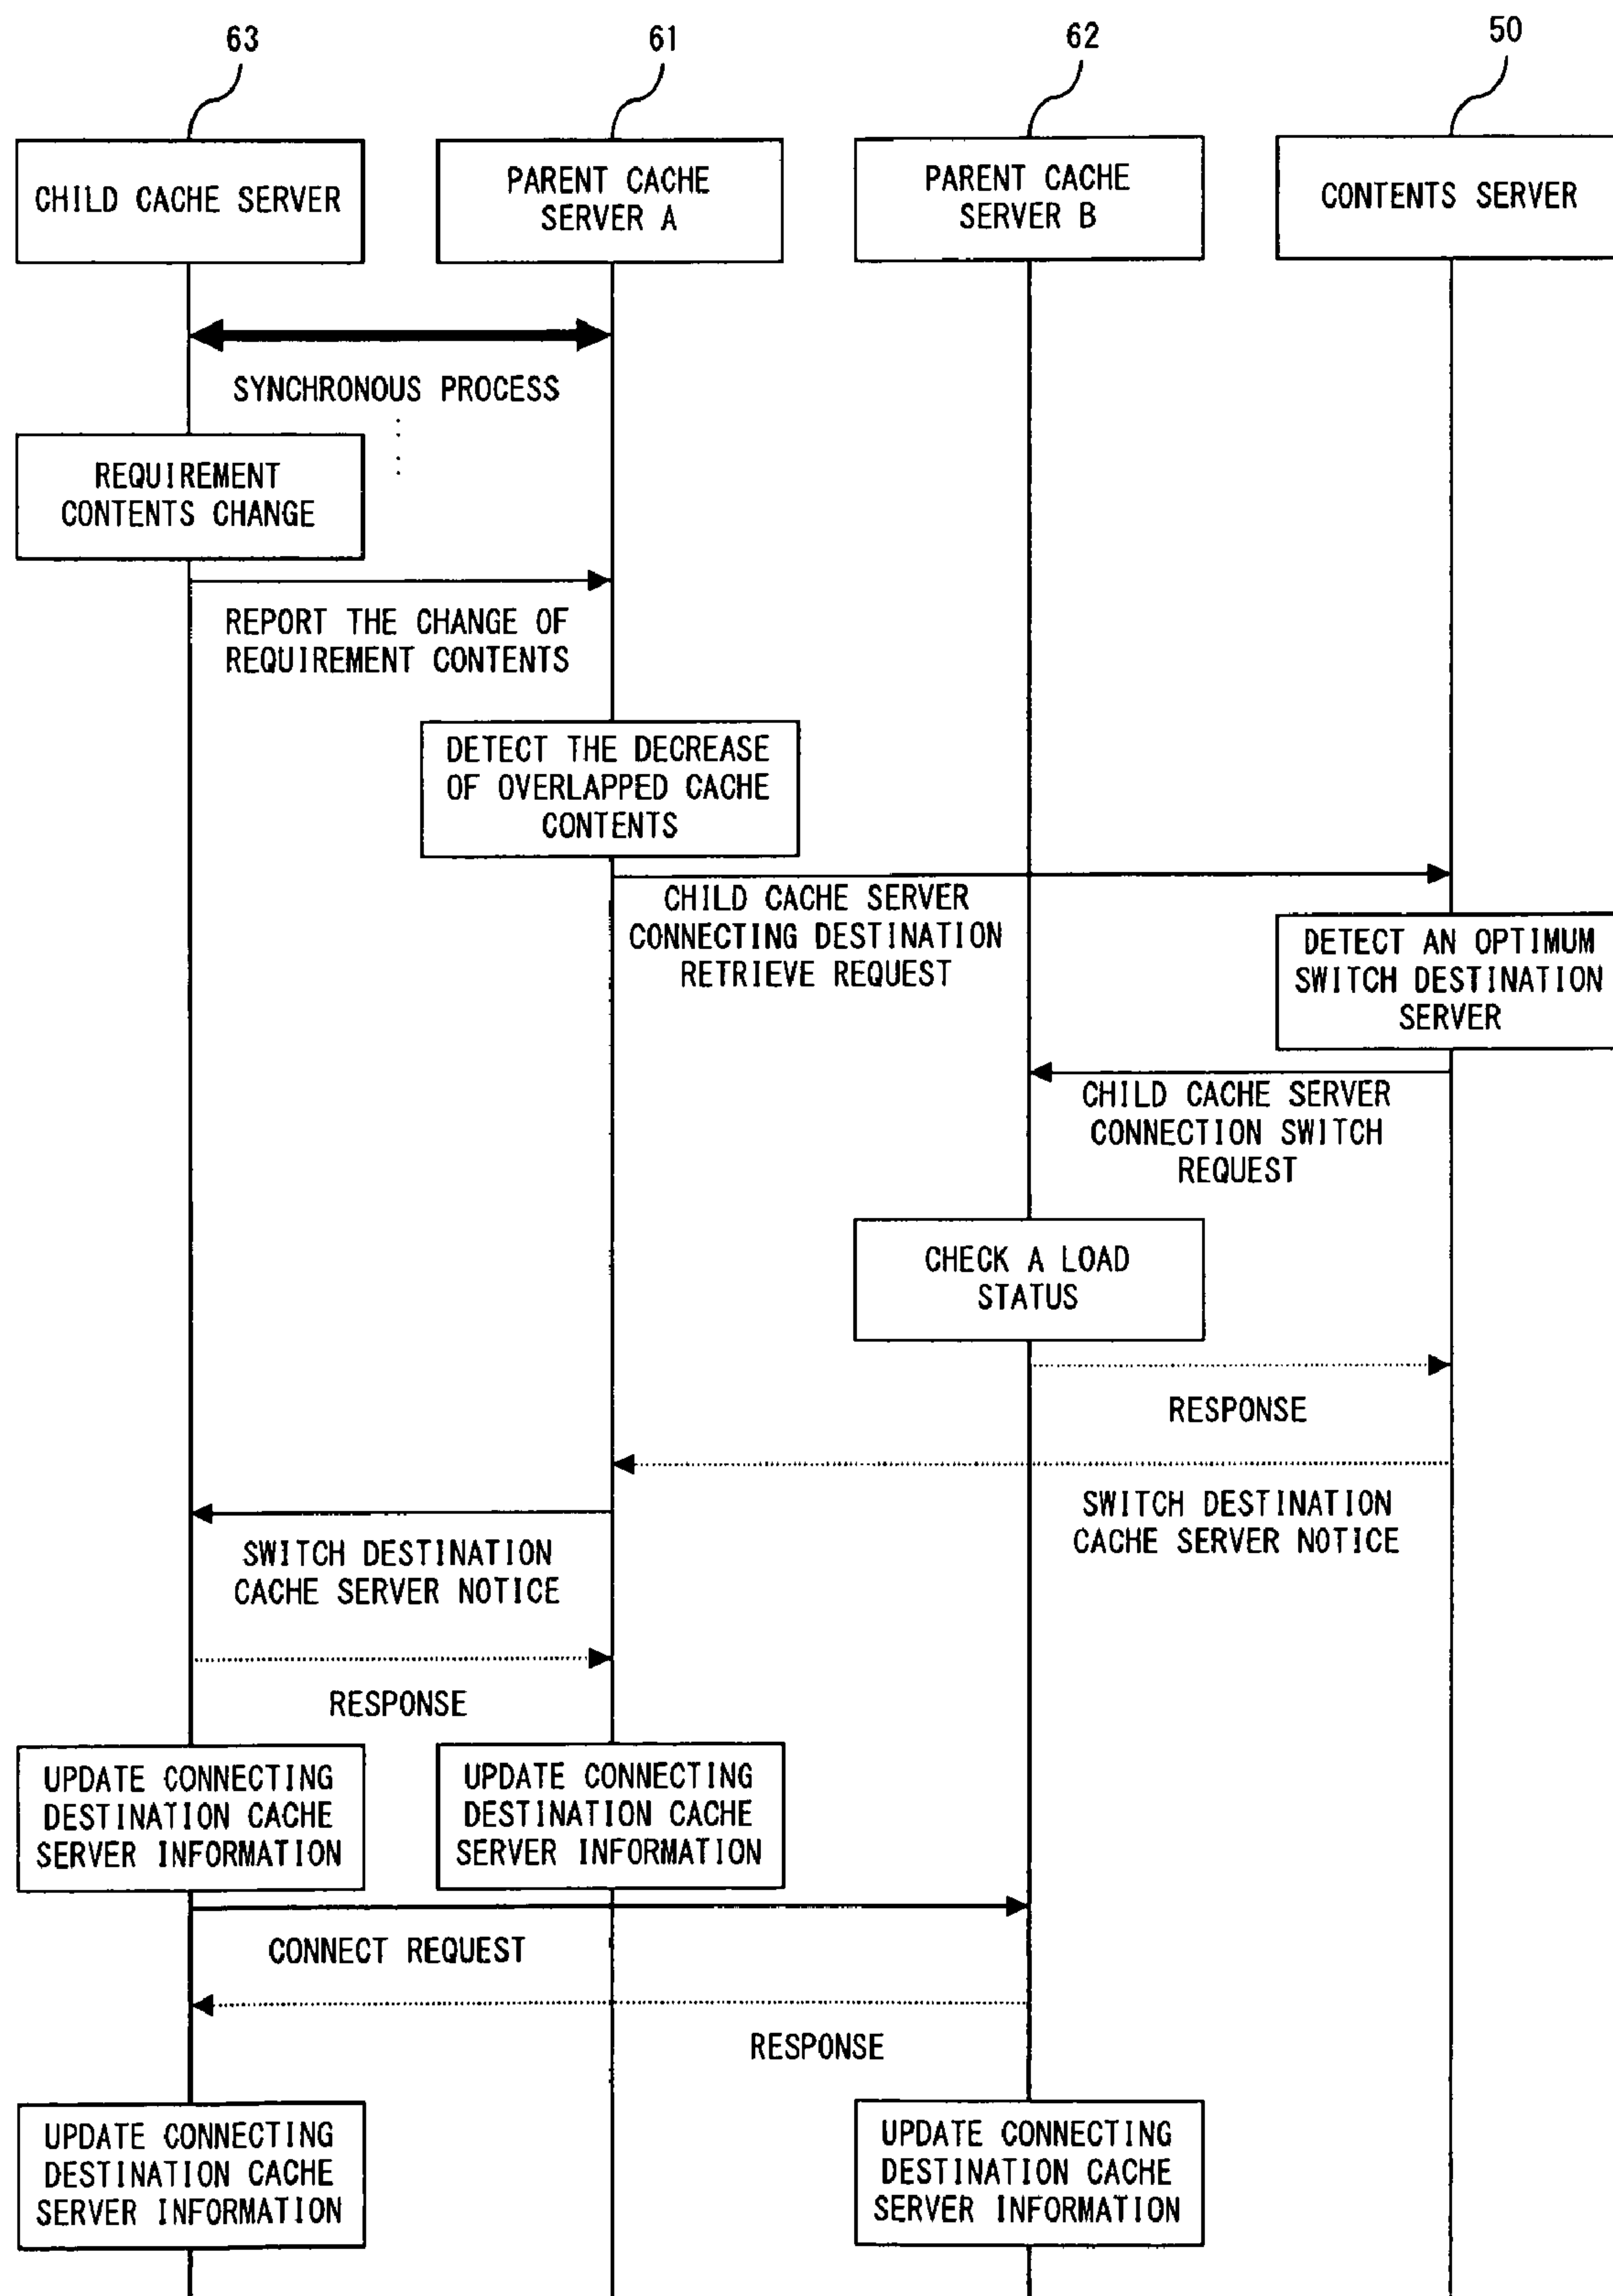 63
61
62
50
CHILD CACHE SERVER
PARENT CACHE
SERVER A
PARENT CACHE
SERVER B
CONTENTS SERVER
SYNCHRONOUS PROCESS
REQUIREMENT
CONTENTS CHANGE
REPORT THE CHANGE OF
REQUIREMENT CONTENTS
DETECT THE DECREASE
OF OVERLAPPED CACHE
CONTENTS
CHILD CACHE SERVER
CONNECTING DESTINATION
RETRIEVE REQUEST
DETECT AN OPTIMUM
SWITCH DESTINATION
SERVER
CHILD CACHE SERVER
CONNECTION SWITCH
REQUEST
CHECK A LOAD
STATUS
RESPONSE
SWITCH DESTINATION
CACHE SERVER NOTICE
SWITCH DESTINATION
CACHE SERVER NOTICE
RESPONSE
UPDATE CONNECTING
DESTINATION CACHE
SERVER INFORMATION
UPDATE CONNECTING
DESTINATION CACHE
SERVER INFORMATION
CONNECT REQUEST
RESPONSE
UPDATE CONNECTING
DESTINATION CACHE
SERVER INFORMATION
UPDATE CONNECTING
DESTINATION CACHE
SERVER INFORMATION